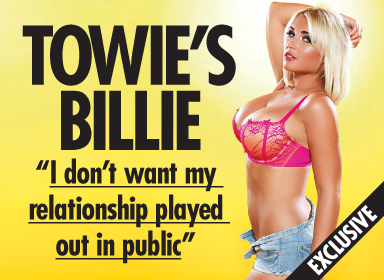 TOWIE'S
BILLIE
“I don't want my
relationship played
out in public”
EXCLUSIVE